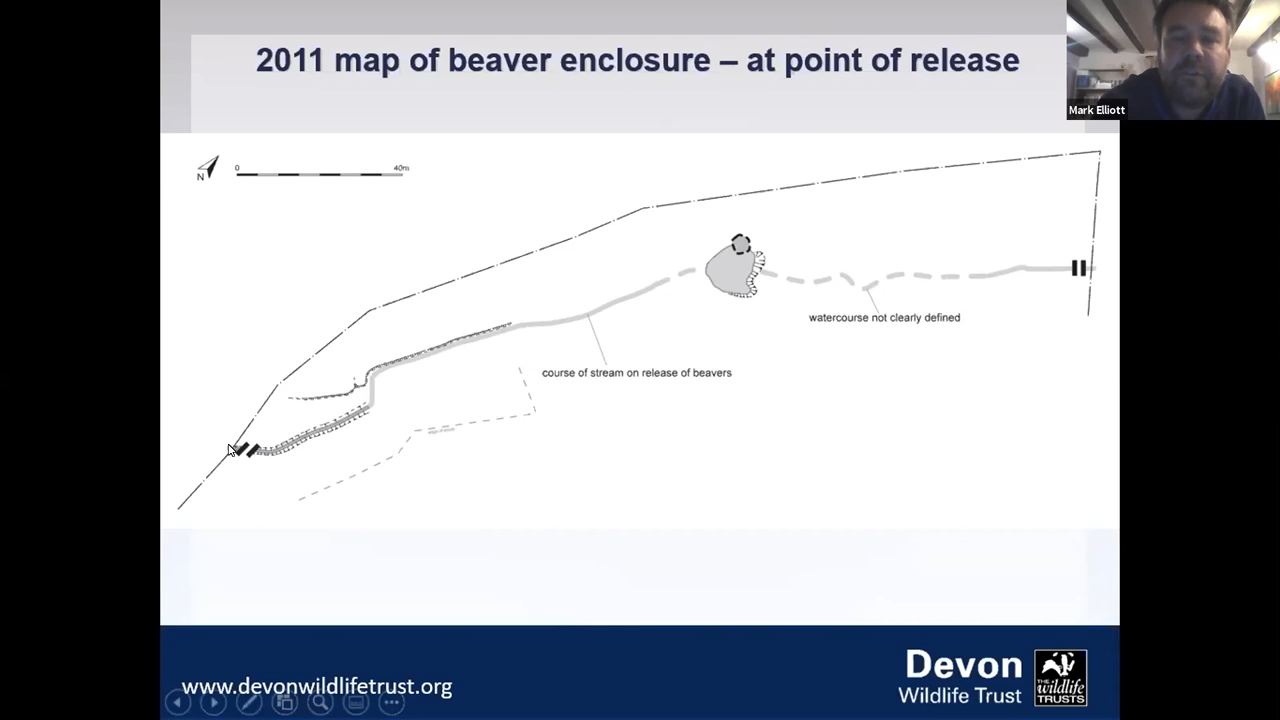 2011 map of beaver enclosure – at point of release
Mark Elliott
N
0
40m
watercourse not clearly defined
course of stream on release of beavers
www.devonwildlifetrust.org
Devon
Wildlife Trust
THE
wildlife
TRUSTS